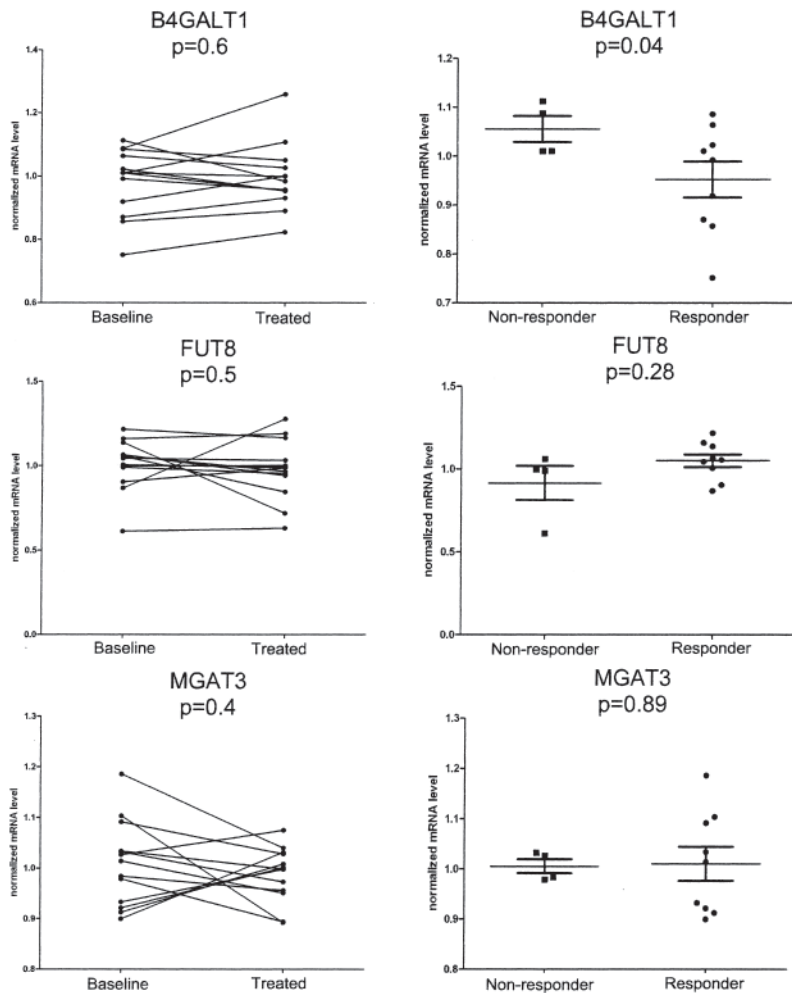 B4GALT1
p=0.6
normalized mRNA level
1.4
1.2
1.0
0.8
0.6
Baseline
Treated
B4GALT1
p=0.04
normalized mRNA level
1.2
1.1
1.0
0.9
0.8
0.7
Non-responder
Responder
FUT8
p=0.5
normalized mRNA level
1.5
1.0
0.5
0.0
Baseline
Treated
FUT8
p=0.28
normalized mRNA level
1.5
1.0
0.5
0.0
Non-responder
Responder
MGAT3
p=0.4
normalized mRNA level
1.3
1.2
1.1
1.0
0.9
0.8
Baseline
Treated
MGAT3
p=0.89
normalized mRNA level
1.3
1.2
1.1
1.0
0.9
0.8
Non-responder
Responder